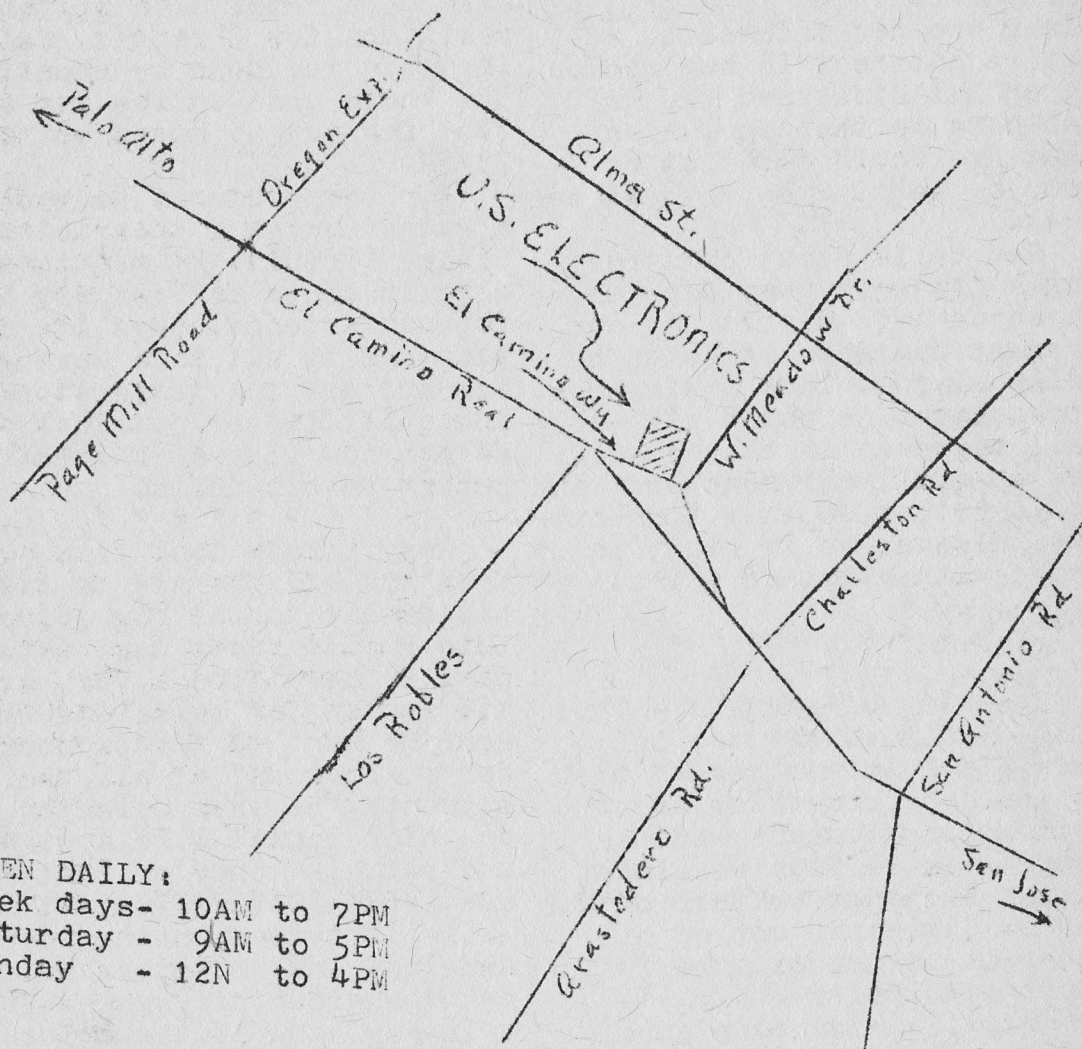 Palo Alto
Oregon Exp.
Alma St.
U.S. ELECTRONICS
El Camino Wy
El Camino Real
Page Mill Road
W. Meadow Dr.
Charleston Rd
San Antonio Rd
Los Robles
Arastadero Rd.
San Jose
EN DAILY:
ek days- 10AM to 7PM
turday - 9AM to 5PM
nday - 12N to 4PM